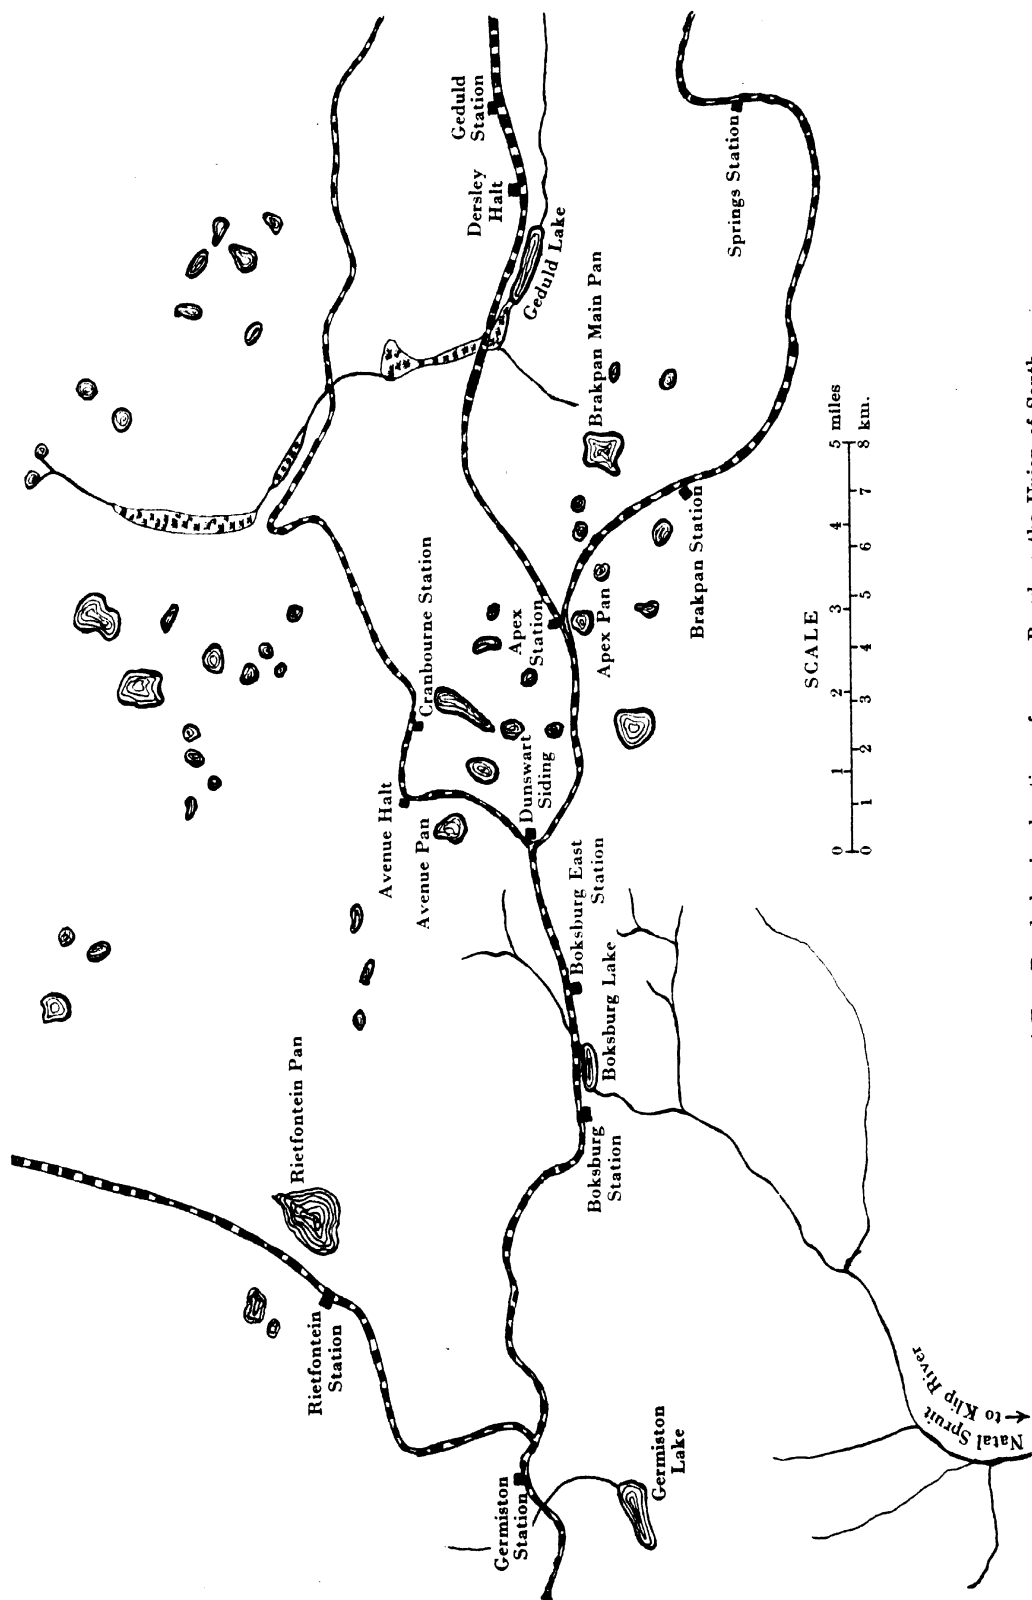 Rietfontein Pan
Rietfontein
Station
Germiston
Station
Germiston
Lake
Boksburg
Station
Boksburg Lake
Boksburg East
Station
Avenue Halt
Avenue Pan
Cranbourne Station
Dunswart
Siding
Apex
Station
Apex Pan
Brakpan Station
Brakpan Main Pan
Geduld Lake
Dersley
Halt
Geduld
Station
Springs Station
Natal Spruit
to Klip River
SCALE
0 1 2 3 4 5 miles
0 1 2 3 4 5 6 7 8 km.